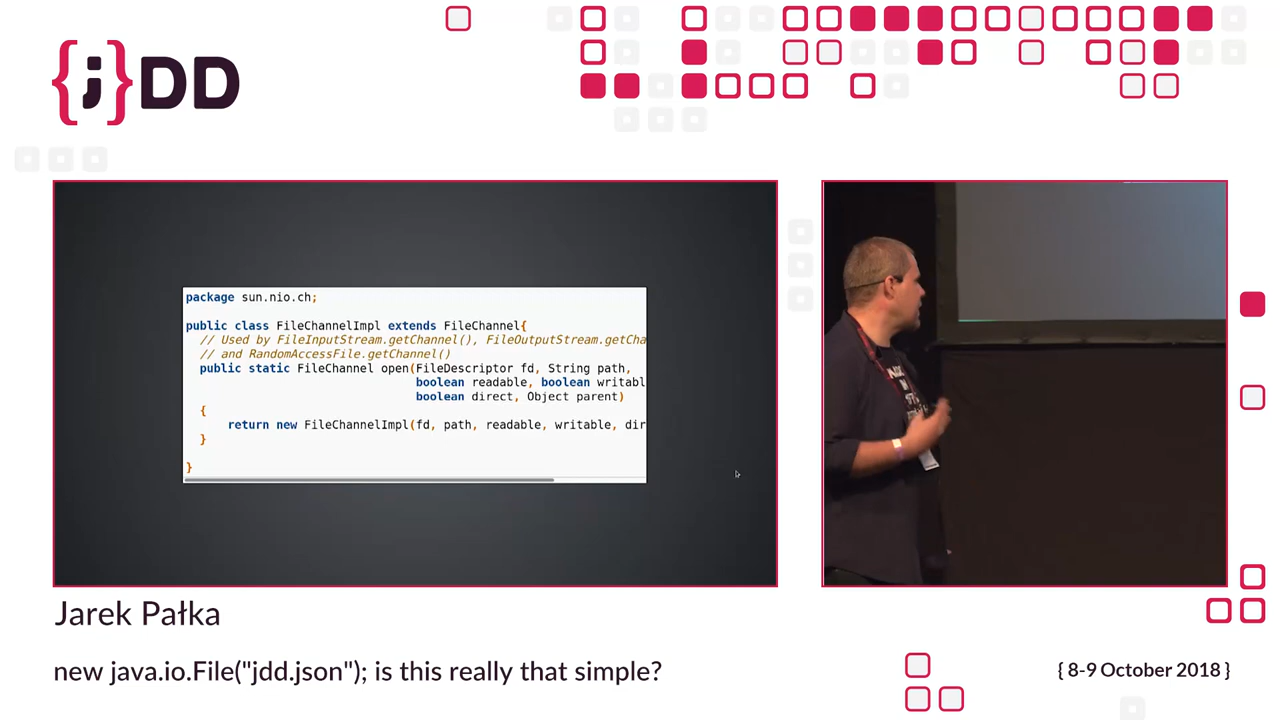 {j}DD
package sun.nio.ch;
public class FileChannelImpl extends FileChannel{
// Used by FileInputStream.getChannel(), FileOutputStream.getCha
// and RandomAccessFile.getChannel()
public static FileChannel open(FileDescriptor fd, String path,
boolean readable, boolean writabl
boolean direct, Object parent)
{
return new FileChannelImpl(fd, path, readable, writable, dir
}
}
Jarek Pałka
new java.io.File("jdd.json"); is this really that simple?
{ 8-9 October 2018 }